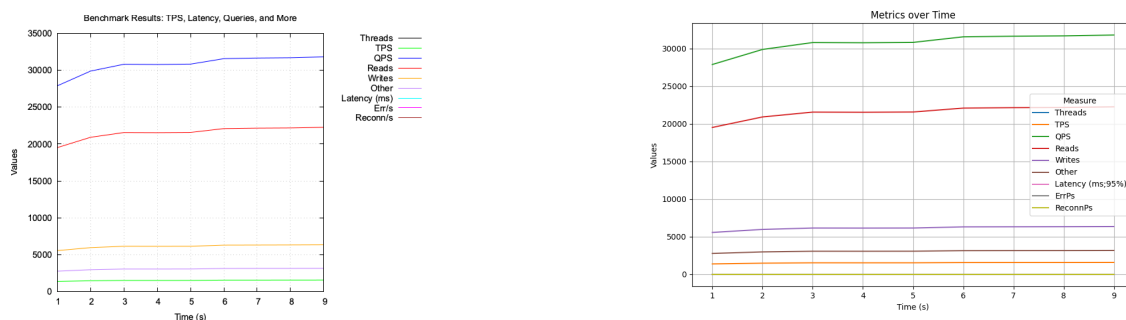 Benchmark Results: TPS, Latency, Queries, and More
35000
30000
25000
20000
15000
10000
5000
0
Values
Threads
TPS
QPS
Reads
Writes
Other
Latency (ms)
Err/s
Reconn/s
1 2 3 4 5 6 7 8 9
Time (s)
Metrics over Time
30000
25000
20000
15000
10000
5000
0
Values
Measure
Threads
TPS
QPS
Reads
Writes
Other
Latency (ms;95%)
ErrPs
ReconnPs
1 2 3 4 5 6 7 8 9
Time (s)